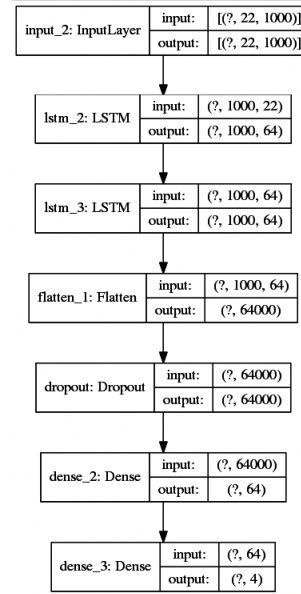 input_2: InputLayer
input: [(?, 22, 1000)]
output: [(?, 22, 1000)]
lstm_2: LSTM
input: (?, 1000, 22)
output: (?, 1000, 64)
lstm_3: LSTM
input: (?, 1000, 64)
output: (?, 1000, 64)
flatten_1: Flatten
input: (?, 1000, 64)
output: (?, 64000)
dropout: Dropout
input: (?, 64000)
output: (?, 64000)
dense_2: Dense
input: (?, 64000)
output: (?, 64)
dense_3: Dense
input: (?, 64)
output: (?, 4)